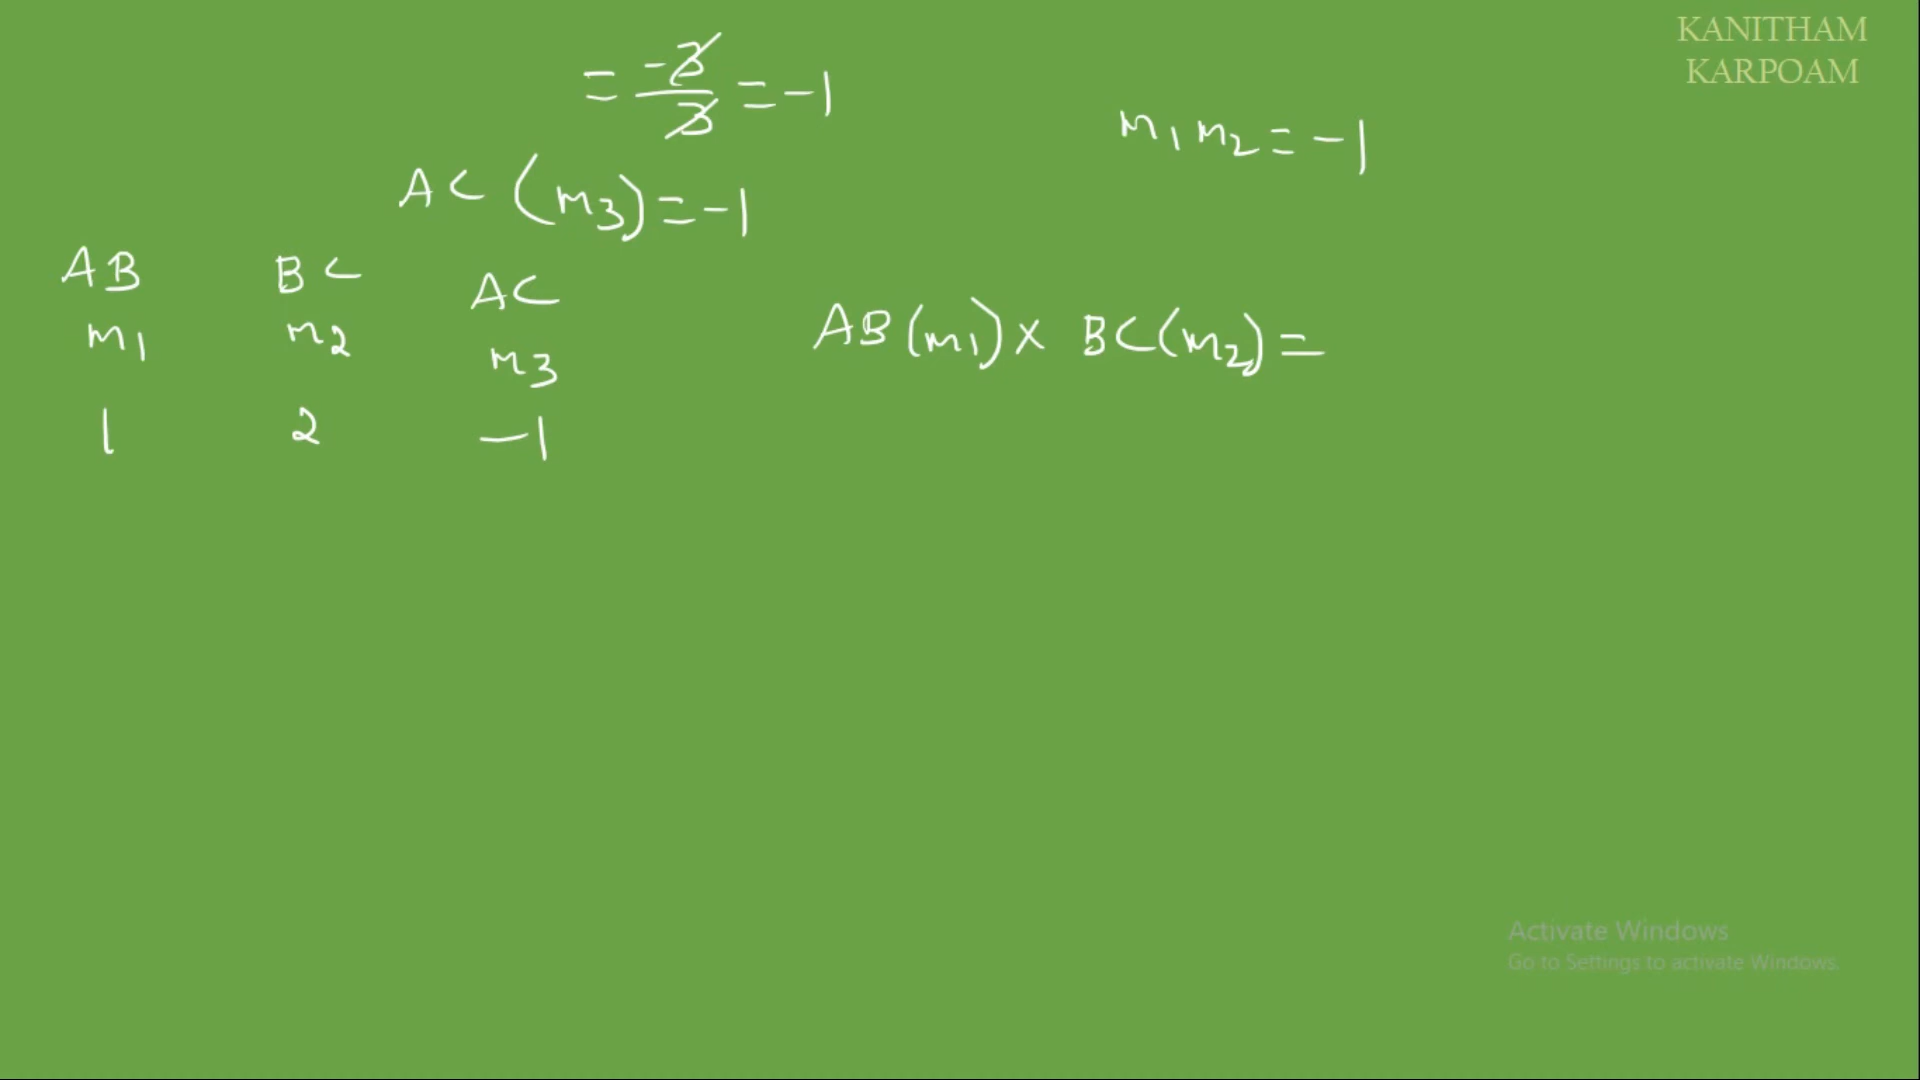 KANITHAM
KARPOAM
= -3/3 = -1
m1 m2 = -1
AC (m3) = -1
AB BC AC
m1 m2 m3
1 2 -1
AB (m1) x BC (m2) =
Activate Windows
Go to Settings to activate Windows.